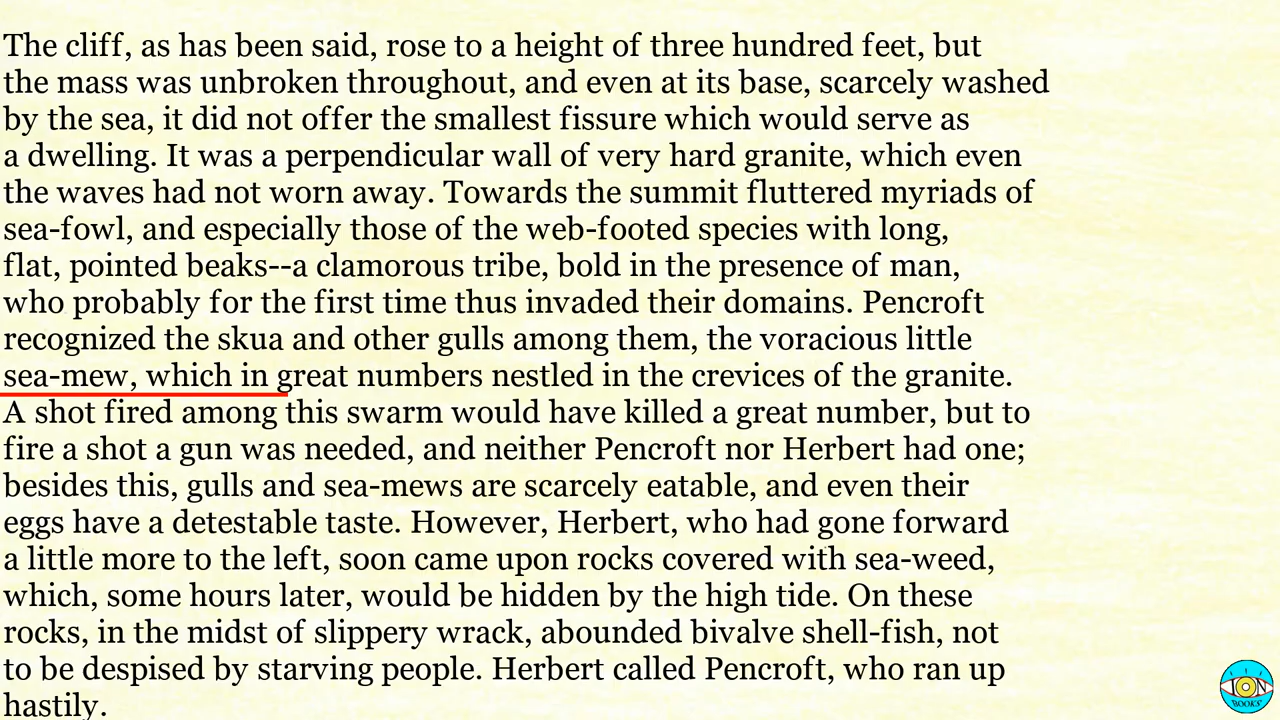 The cliff, as has been said, rose to a height of three hundred feet, but
the mass was unbroken throughout, and even at its base, scarcely washed
by the sea, it did not offer the smallest fissure which would serve as
a dwelling. It was a perpendicular wall of very hard granite, which even
the waves had not worn away. Towards the summit fluttered myriads of
sea-fowl, and especially those of the web-footed species with long,
flat, pointed beaks--a clamorous tribe, bold in the presence of man,
who probably for the first time thus invaded their domains. Pencroft
recognized the skua and other gulls among them, the voracious little
sea-mew, which in great numbers nestled in the crevices of the granite.
A shot fired among this swarm would have killed a great number, but to
fire a shot a gun was needed, and neither Pencroft nor Herbert had one;
besides this, gulls and sea-mews are scarcely eatable, and even their
eggs have a detestable taste. However, Herbert, who had gone forward
a little more to the left, soon came upon rocks covered with sea-weed,
which, some hours later, would be hidden by the high tide. On these
rocks, in the midst of slippery wrack, abounded bivalve shell-fish, not
to be despised by starving people. Herbert called Pencroft, who ran up
hastily.
ION
BOOKS